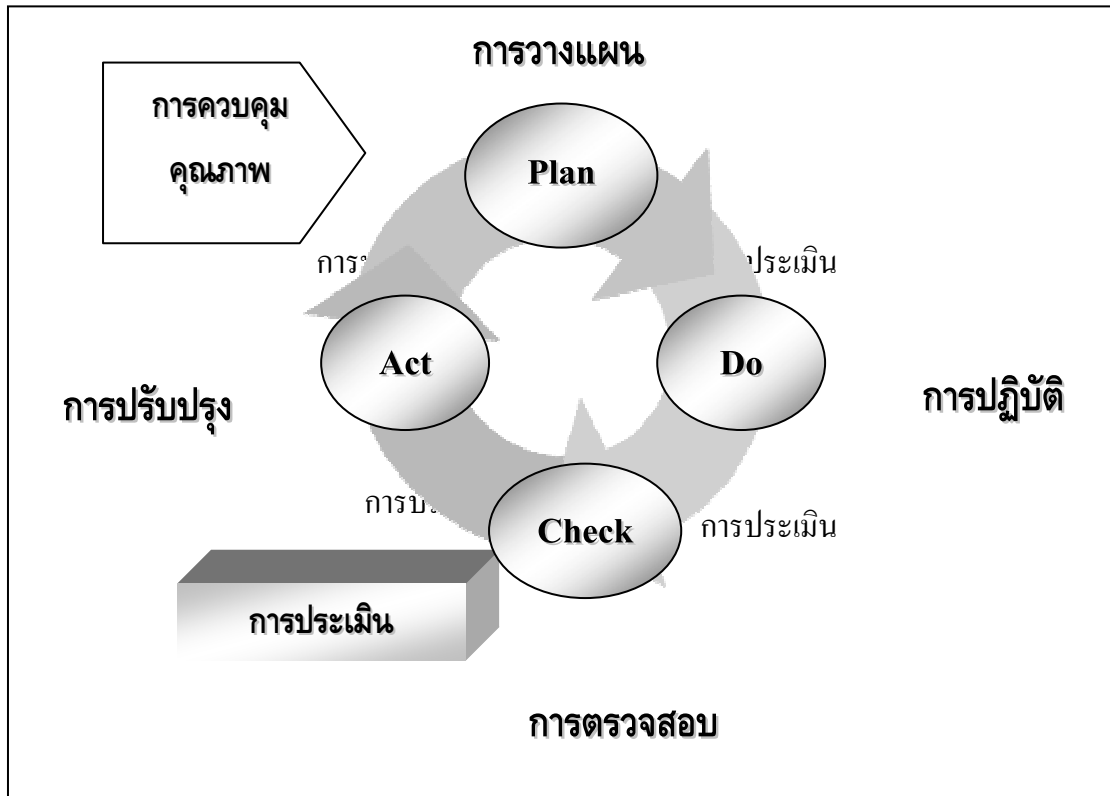 การวางแผน
การควบคุม
คุณภาพ
Plan
ประเมิน
Act
Do
การปรับปรุง
การปฏิบัติ
Check
การประเมิน
การประเมิน
การตรวจสอบ